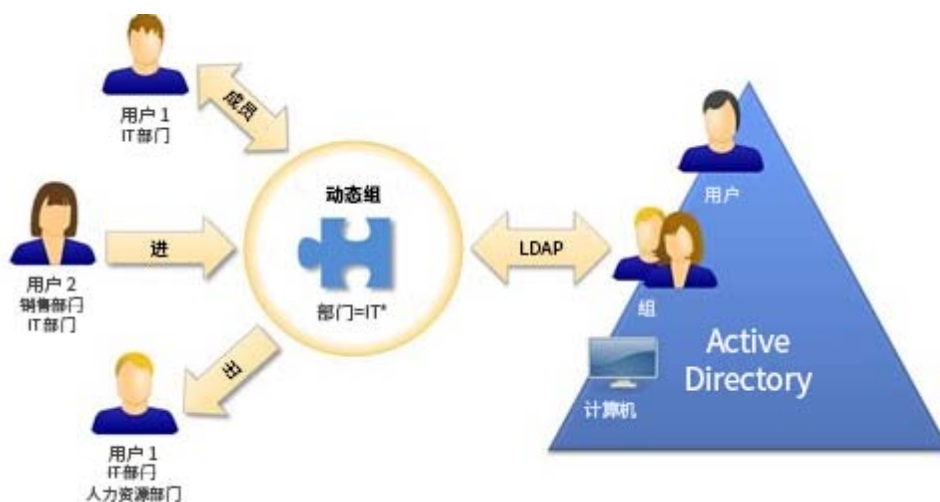 用户 1
IT部门
成员
用户 2
销售部门
IT部门
进
动态组
部门=IT*
出
用户 1
IT部门
人力资源部门
LDAP
用户
组
计算机
Active
Directory